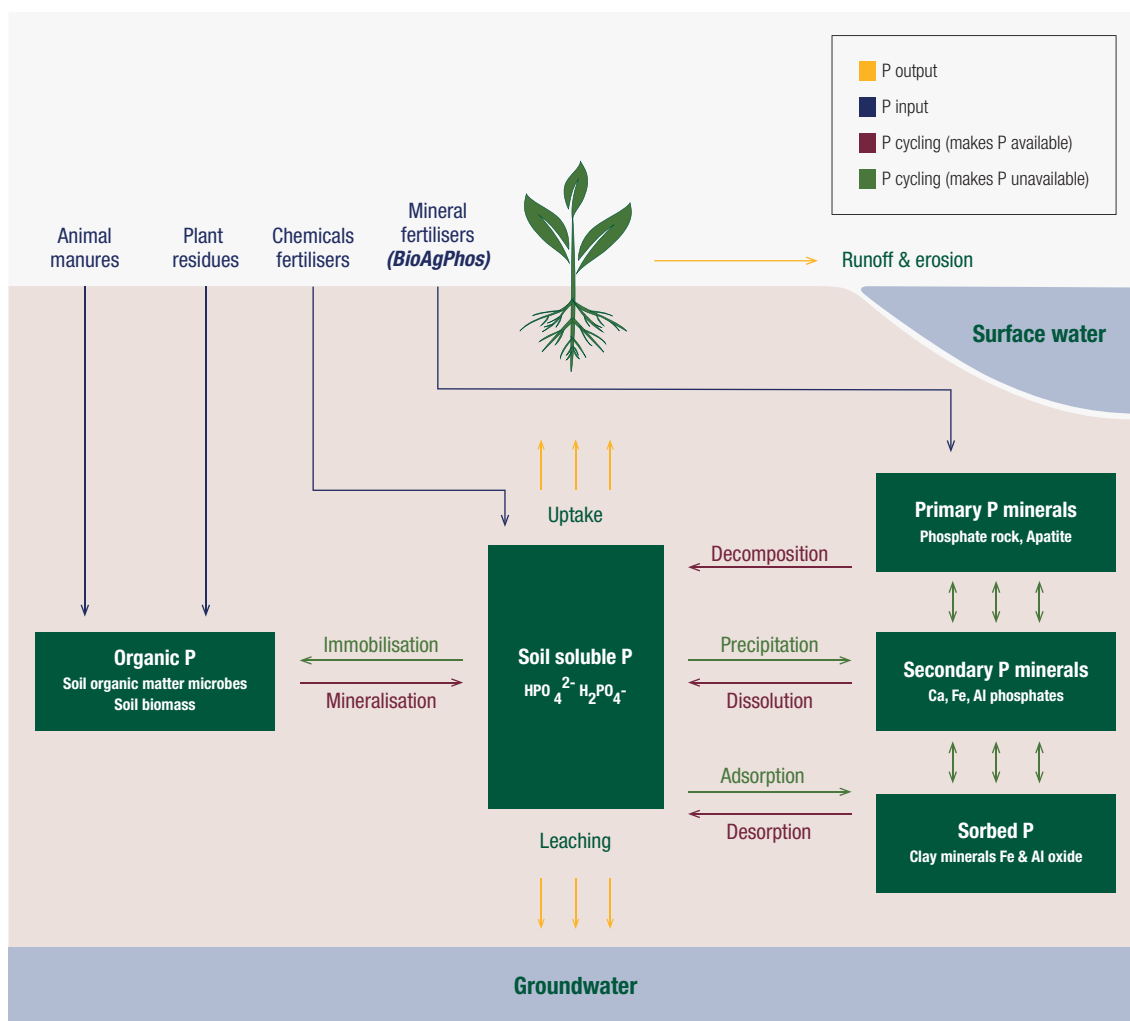 P output
P input
P cycling (makes P available)
P cycling (makes P unavailable)
Animal
manures
Plant
residues
Chemicals
fertilisers
Mineral
fertilisers
(BioAgPhos)
Runoff & erosion
Surface water
Uptake
Primary P minerals
Phosphate rock, Apatite
Decomposition
Organic P
Soil organic matter microbes
Soil biomass
Immobilisation
Mineralisation
Soil soluble P
HPO₄²⁻ H₂PO₄⁻
Precipitation
Dissolution
Secondary P minerals
Ca, Fe, Al phosphates
Adsorption
Desorption
Sorbed P
Clay minerals Fe & Al oxide
Leaching
Groundwater